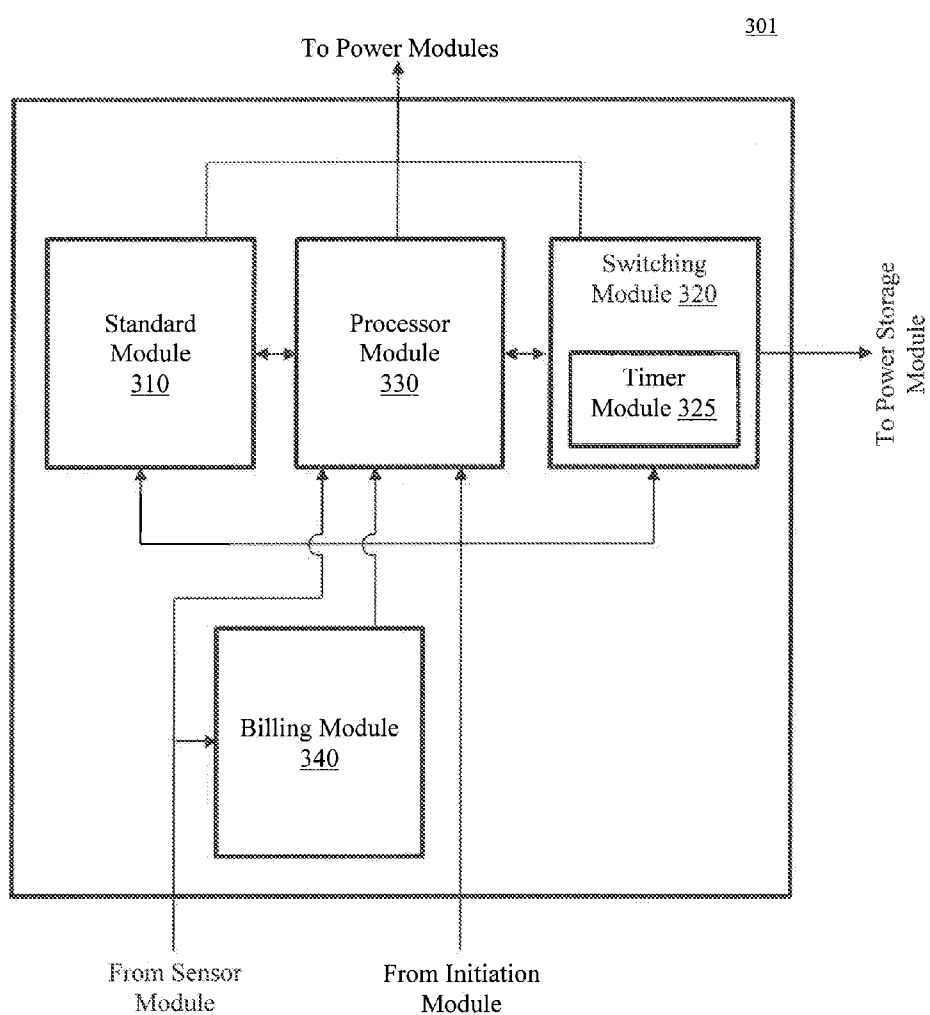 301
To Power Modules
Standard
Module
310
Processor
Module
330
Switching
Module 320
Timer
Module 325
To Power Storage
Module
Billing Module
340
From Sensor
Module
From Initiation
Module